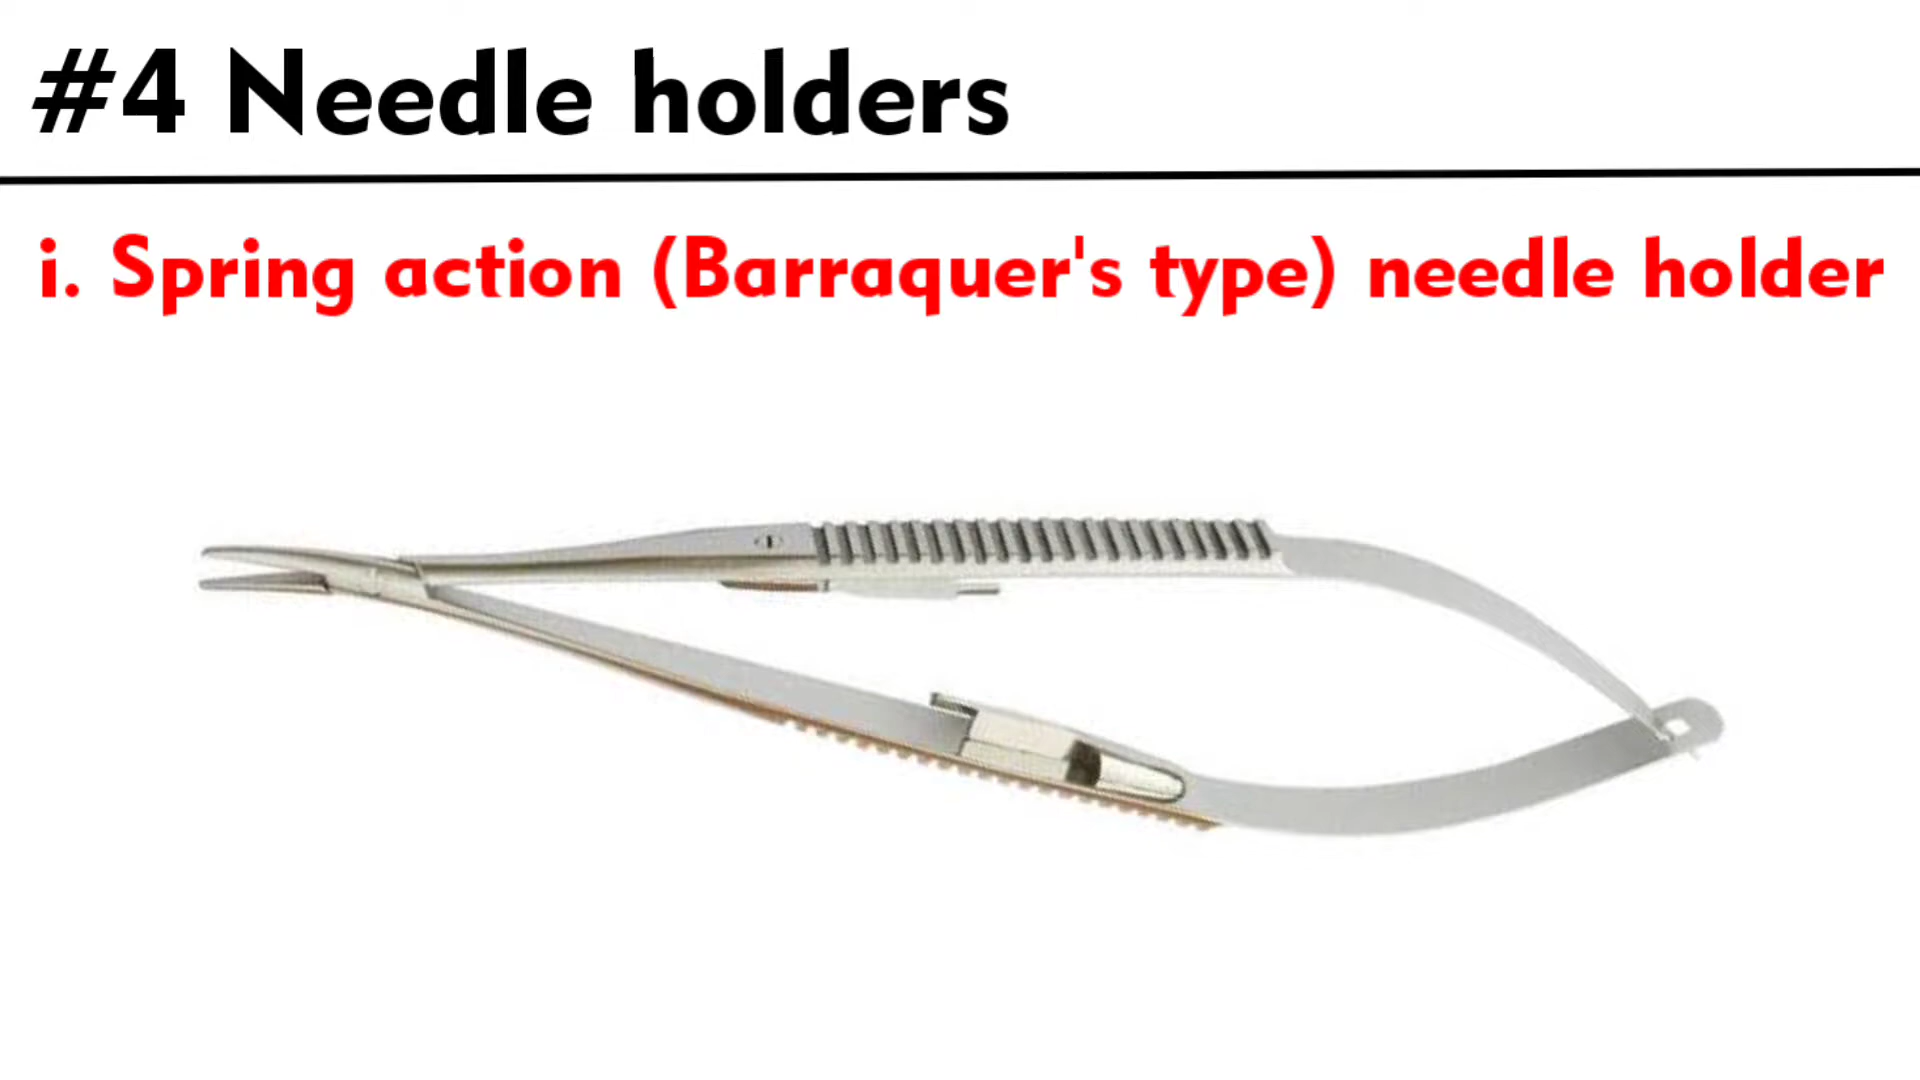 #4 Needle holders
i. Spring action (Barraquer's type) needle holder